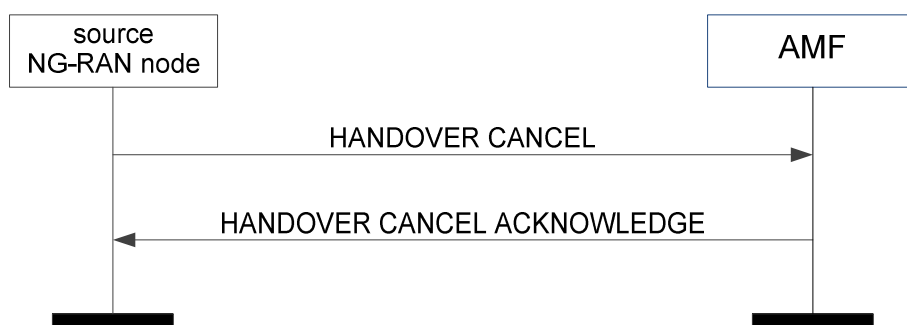 source
NG-RAN node
AMF
HANDOVER CANCEL
HANDOVER CANCEL ACKNOWLEDGE